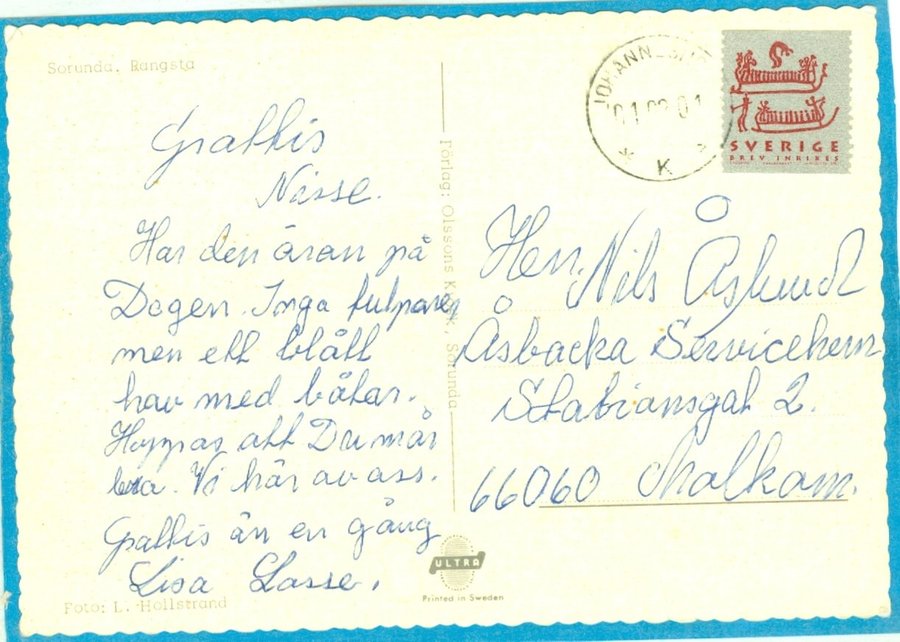 Sorunda. Rangsta
Grattis
Nisse.
Har den äran på
Dagen. Inga tulpaner
men ett blått
hav med båtar.
Hoppas att Du mår
bra. Vi hör av oss.
Grattis än en gång
Lisa Lasse.
Foto: L. Hollstrand
Förlag: Olssons Sorunda
ULTRA
Printed in Sweden
K
SVERIGE
BREV INRIKES
Herr. Nils Åslund
Åsbacka Servicehem
Stabiansgat 2.
66060 Molkom.